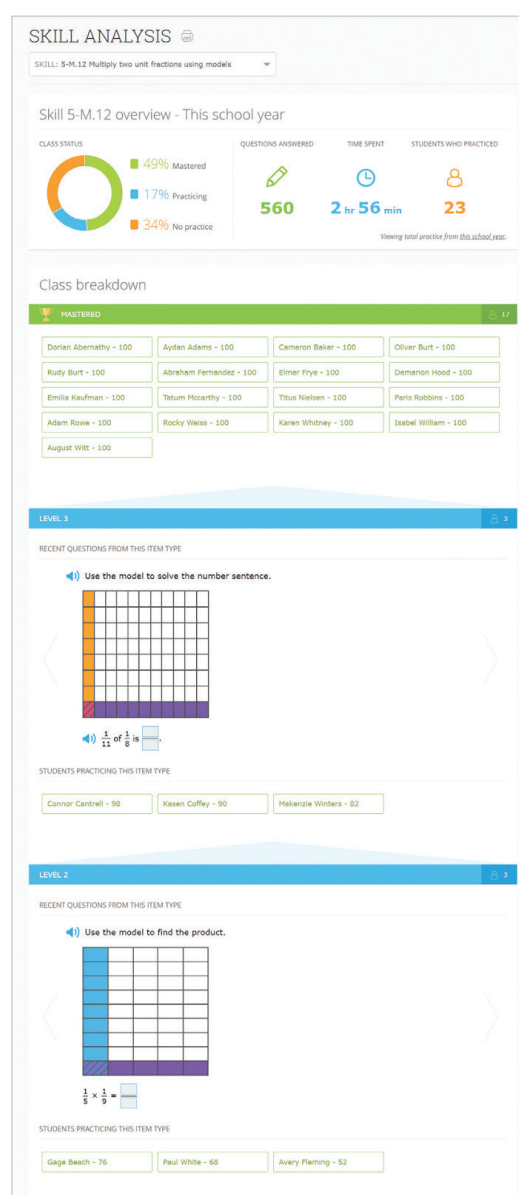 SKILL ANALYSIS
SKILL: 5-M.12 Multiply two unit fractions using models
Skill 5-M.12 overview - This school year
CLASS STATUS
QUESTIONS ANSWERED
TIME SPENT
STUDENTS WHO PRACTICED
49% Mastered
17% Practicing
34% No practice
560
2 hr 56 min
23
Viewing total practice from this school year.
Class breakdown
MASTERED 17
Dorian Abernathy - 100
Aydan Adams - 100
Cameron Baker - 100
Oliver Burt - 100
Rudy Burt - 100
Abraham Fernandez - 100
Elmer Frye - 100
Demarion Hood - 100
Emilia Kaufman - 100
Tatum Mccarthy - 100
Titus Nielsen - 100
Paris Robbins - 100
Adam Rowe - 100
Rocky Weiss - 100
Karen Whitney - 100
Isabel William - 100
August Witt - 100
LEVEL 3 3
RECENT QUESTIONS FROM THIS ITEM TYPE
Use the model to solve the number sentence.
1/11 of 1/8 is .
STUDENTS PRACTICING THIS ITEM TYPE
Connor Cantrell - 98
Kasen Coffey - 90
Makenzie Winters - 82
LEVEL 2 3
RECENT QUESTIONS FROM THIS ITEM TYPE
Use the model to find the product.
1/5 × 1/9 =
STUDENTS PRACTICING THIS ITEM TYPE
Gage Beach - 76
Paul White - 68
Avery Fleming - 52